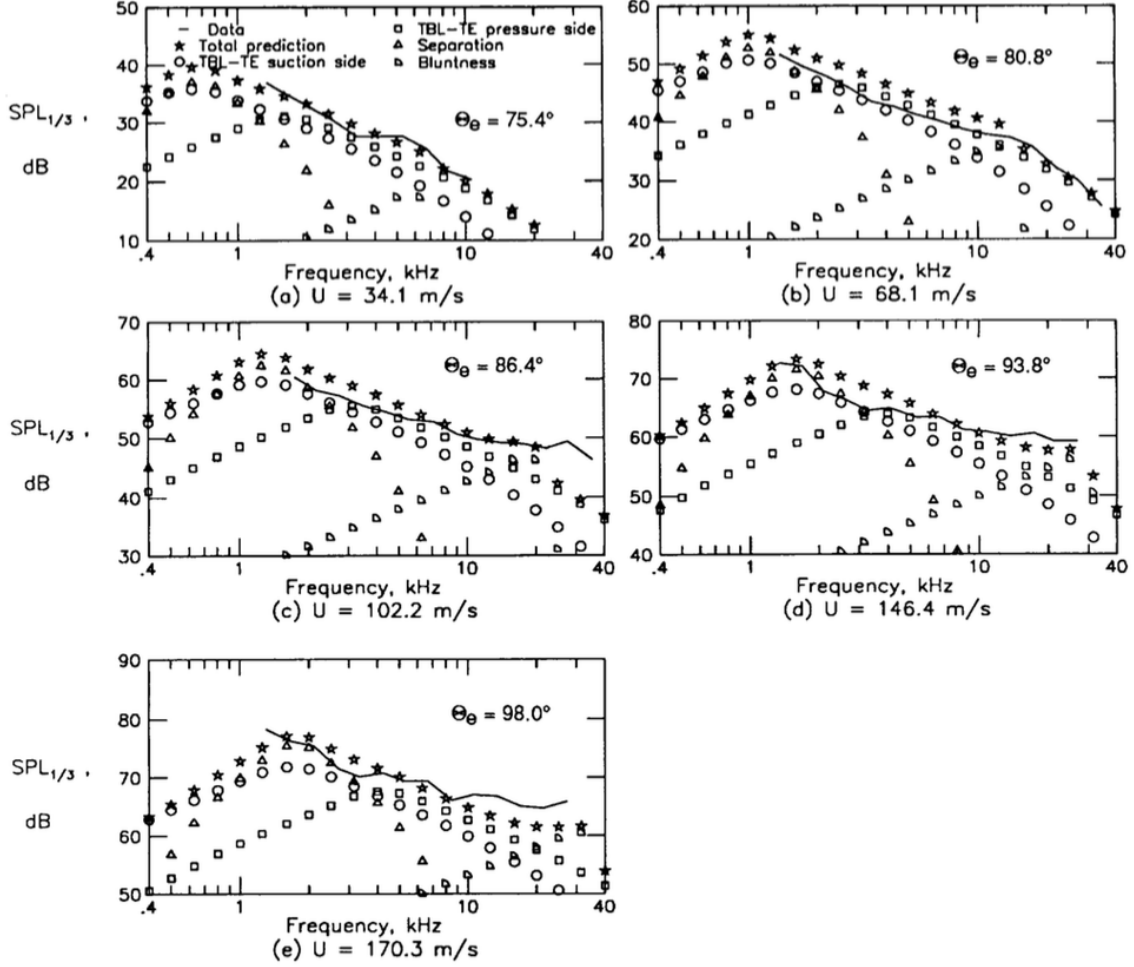 50
40
SPL₁/₃ ,
30
dB
20
10
— Data
★ Total prediction
○ TBL–TE suction side
□ TBL–TE pressure side
△ Separation
◺ Bluntness
Θₑ = 75.4°
.4 1 10 40
Frequency, kHz
(a) U = 34.1 m/s
60
50
40
30
20
Θₑ = 80.8°
.4 1 10 40
Frequency, kHz
(b) U = 68.1 m/s
70
60
SPL₁/₃ ,
50
dB
40
30
Θₑ = 86.4°
.4 1 10 40
Frequency, kHz
(c) U = 102.2 m/s
80
70
60
50
40
Θₑ = 93.8°
.4 1 10 40
Frequency, kHz
(d) U = 146.4 m/s
90
80
SPL₁/₃ ,
70
dB
60
50
Θₑ = 98.0°
.4 1 10 40
Frequency, kHz
(e) U = 170.3 m/s